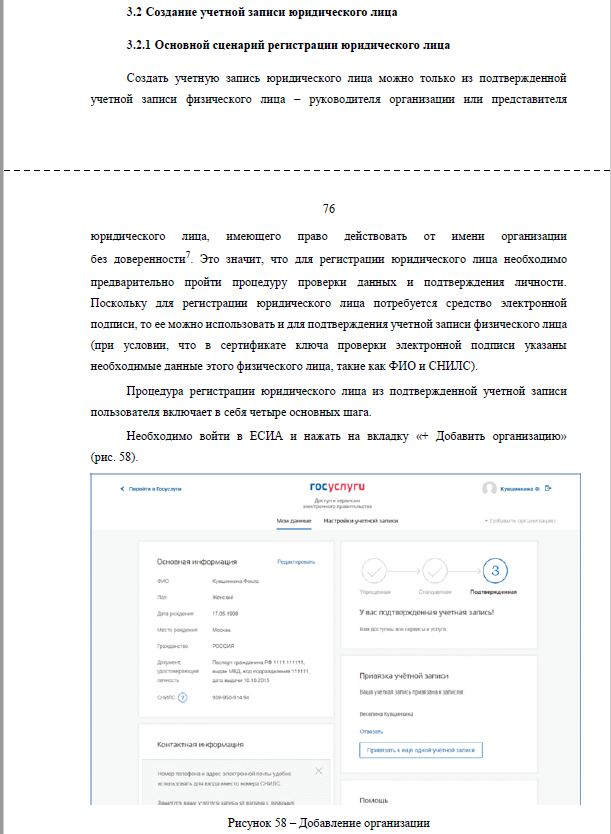 3.2 Создание учетной записи юридического лица
3.2.1 Основной сценарий регистрации юридического лица
Создать учетную запись юридического лица можно только из подтвержденной
учетной записи физического лица – руководителя организации или представителя
76
юридического лица, имеющего право действовать от имени организации
без доверенности7. Это значит, что для регистрации юридического лица необходимо
предварительно пройти процедуру проверки данных и подтверждения личности.
Поскольку для регистрации юридического лица потребуется средство электронной
подписи, то ее можно использовать и для подтверждения учетной записи физического лица
(при условии, что в сертификате ключа проверки электронной подписи указаны
необходимые данные этого физического лица, такие как ФИО и СНИЛС).
Процедура регистрации юридического лица из подтвержденной учетной записи
пользователя включает в себя четыре основных шага.
Необходимо войти в ЕСИА и нажать на вкладку «+ Добавить организацию»
(рис. 58).
Перейти в Госуслуги
госуслуги
Кувшинкина Ф.
Доступ к сервисам
электронного правительства
Мои данные
Настройки учетной записи
+ Добавить организацию
Основная информация
Редактировать
ФИО
Кувшинкина Фекла
Пол
Женский
Дата рождения
Место рождения
Москва
Гражданство
РОССИЯ
Документ,
удостоверяющий
личность
Паспорт гражданина РФ 1111 111111,
выдан МВД, код подразделения 111111,
дата выдачи 10.10.2015
СНИЛС ?
Контактная информация
Номер телефона и адрес электронной почты удобно
использовать для входа вместо номера СНИЛС.
Упрощенная
Стандартная
3
Подтвержденная
У вас подтвержденная учетная запись!
Вам доступны все сервисы и услуги.
Привязка учётной записи
Ваша учетная запись привязана к записи:
Веселина Кувшинкина
Отвязать
Привязать к еще одной учётной записи
Помощь
Рисунок 58 – Добавление организации